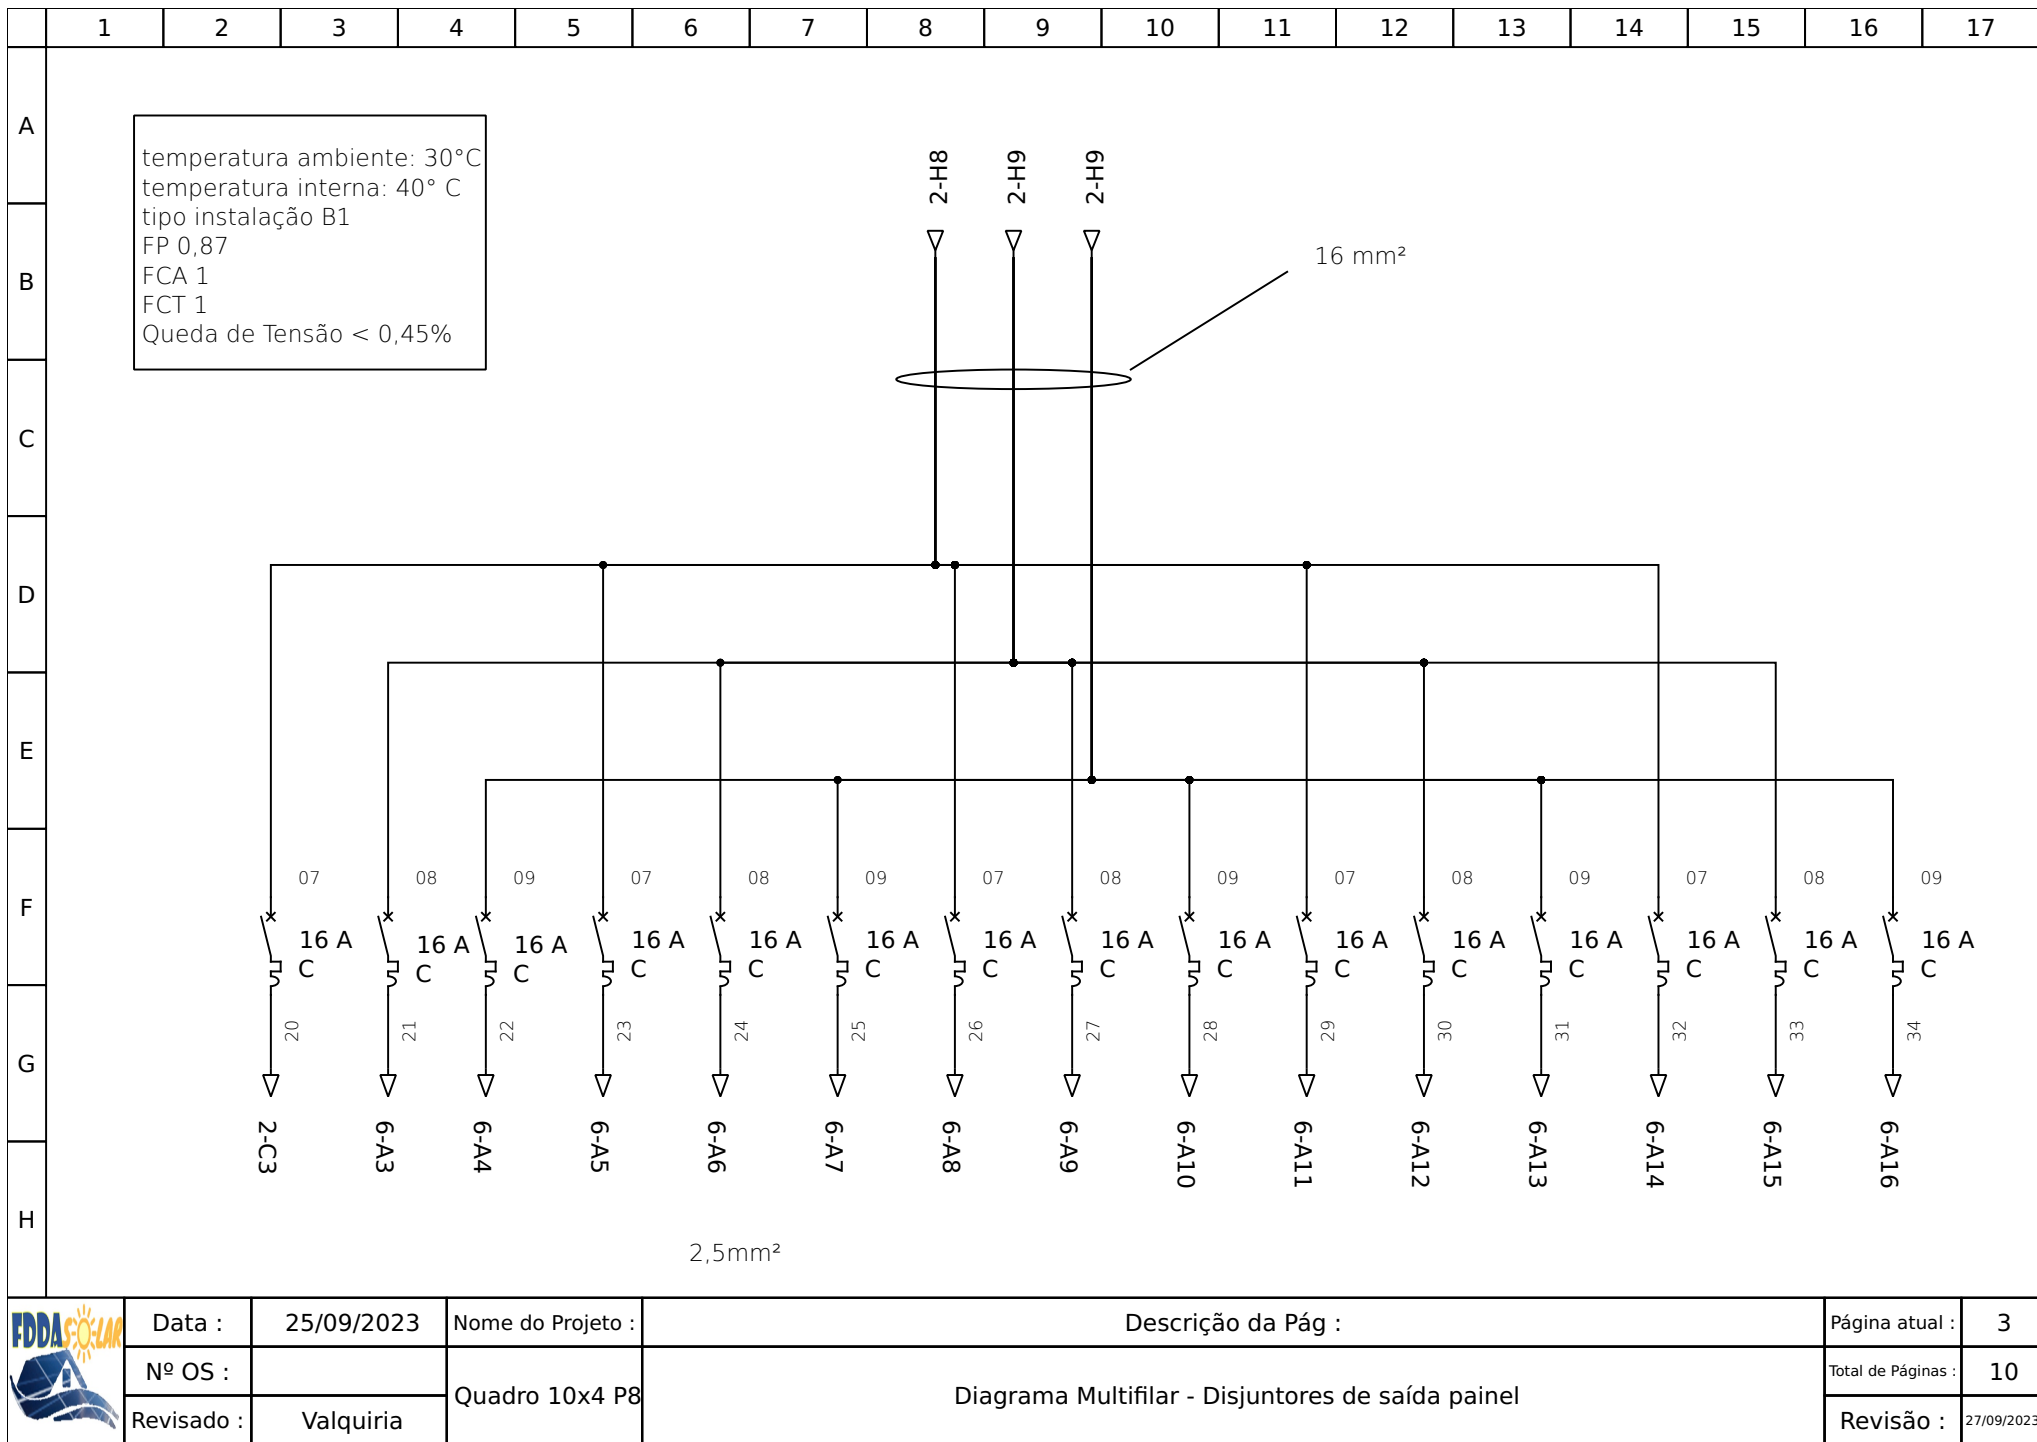 1 2 3 4 5 6 7 8 9 10 11 12 13 14 15 16 17
A
B
C
D
E
F
G
H
temperatura ambiente: 30°C
temperatura interna: 40° C
tipo instalação B1
FP 0,87
FCA 1
FCT 1
Queda de Tensão < 0,45%
2-H8 2-H9 2-H9
16 mm²
07 08 09 07 08 09 07 08 09 07 08 09 07 08 09
16 A 16 A 16 A 16 A 16 A 16 A 16 A 16 A 16 A 16 A 16 A 16 A 16 A 16 A 16 A
C C C C C C C C C C C C C C C
20 21 22 23 24 25 26 27 28 29 30 31 32 33 34
2-C3 6-A3 6-A4 6-A5 6-A6 6-A7 6-A8 6-A9 6-A10 6-A11 6-A12 6-A13 6-A14 6-A15 6-A16
2,5mm²
FDDA SOLAR
Data : 25/09/2023
Nº OS :
Revisado : Valquiria
Nome do Projeto :
Quadro 10x4 P8
Descrição da Pág :
Diagrama Multifilar - Disjuntores de saída painel
Página atual : 3
Total de Páginas : 10
Revisão : 27/09/2023